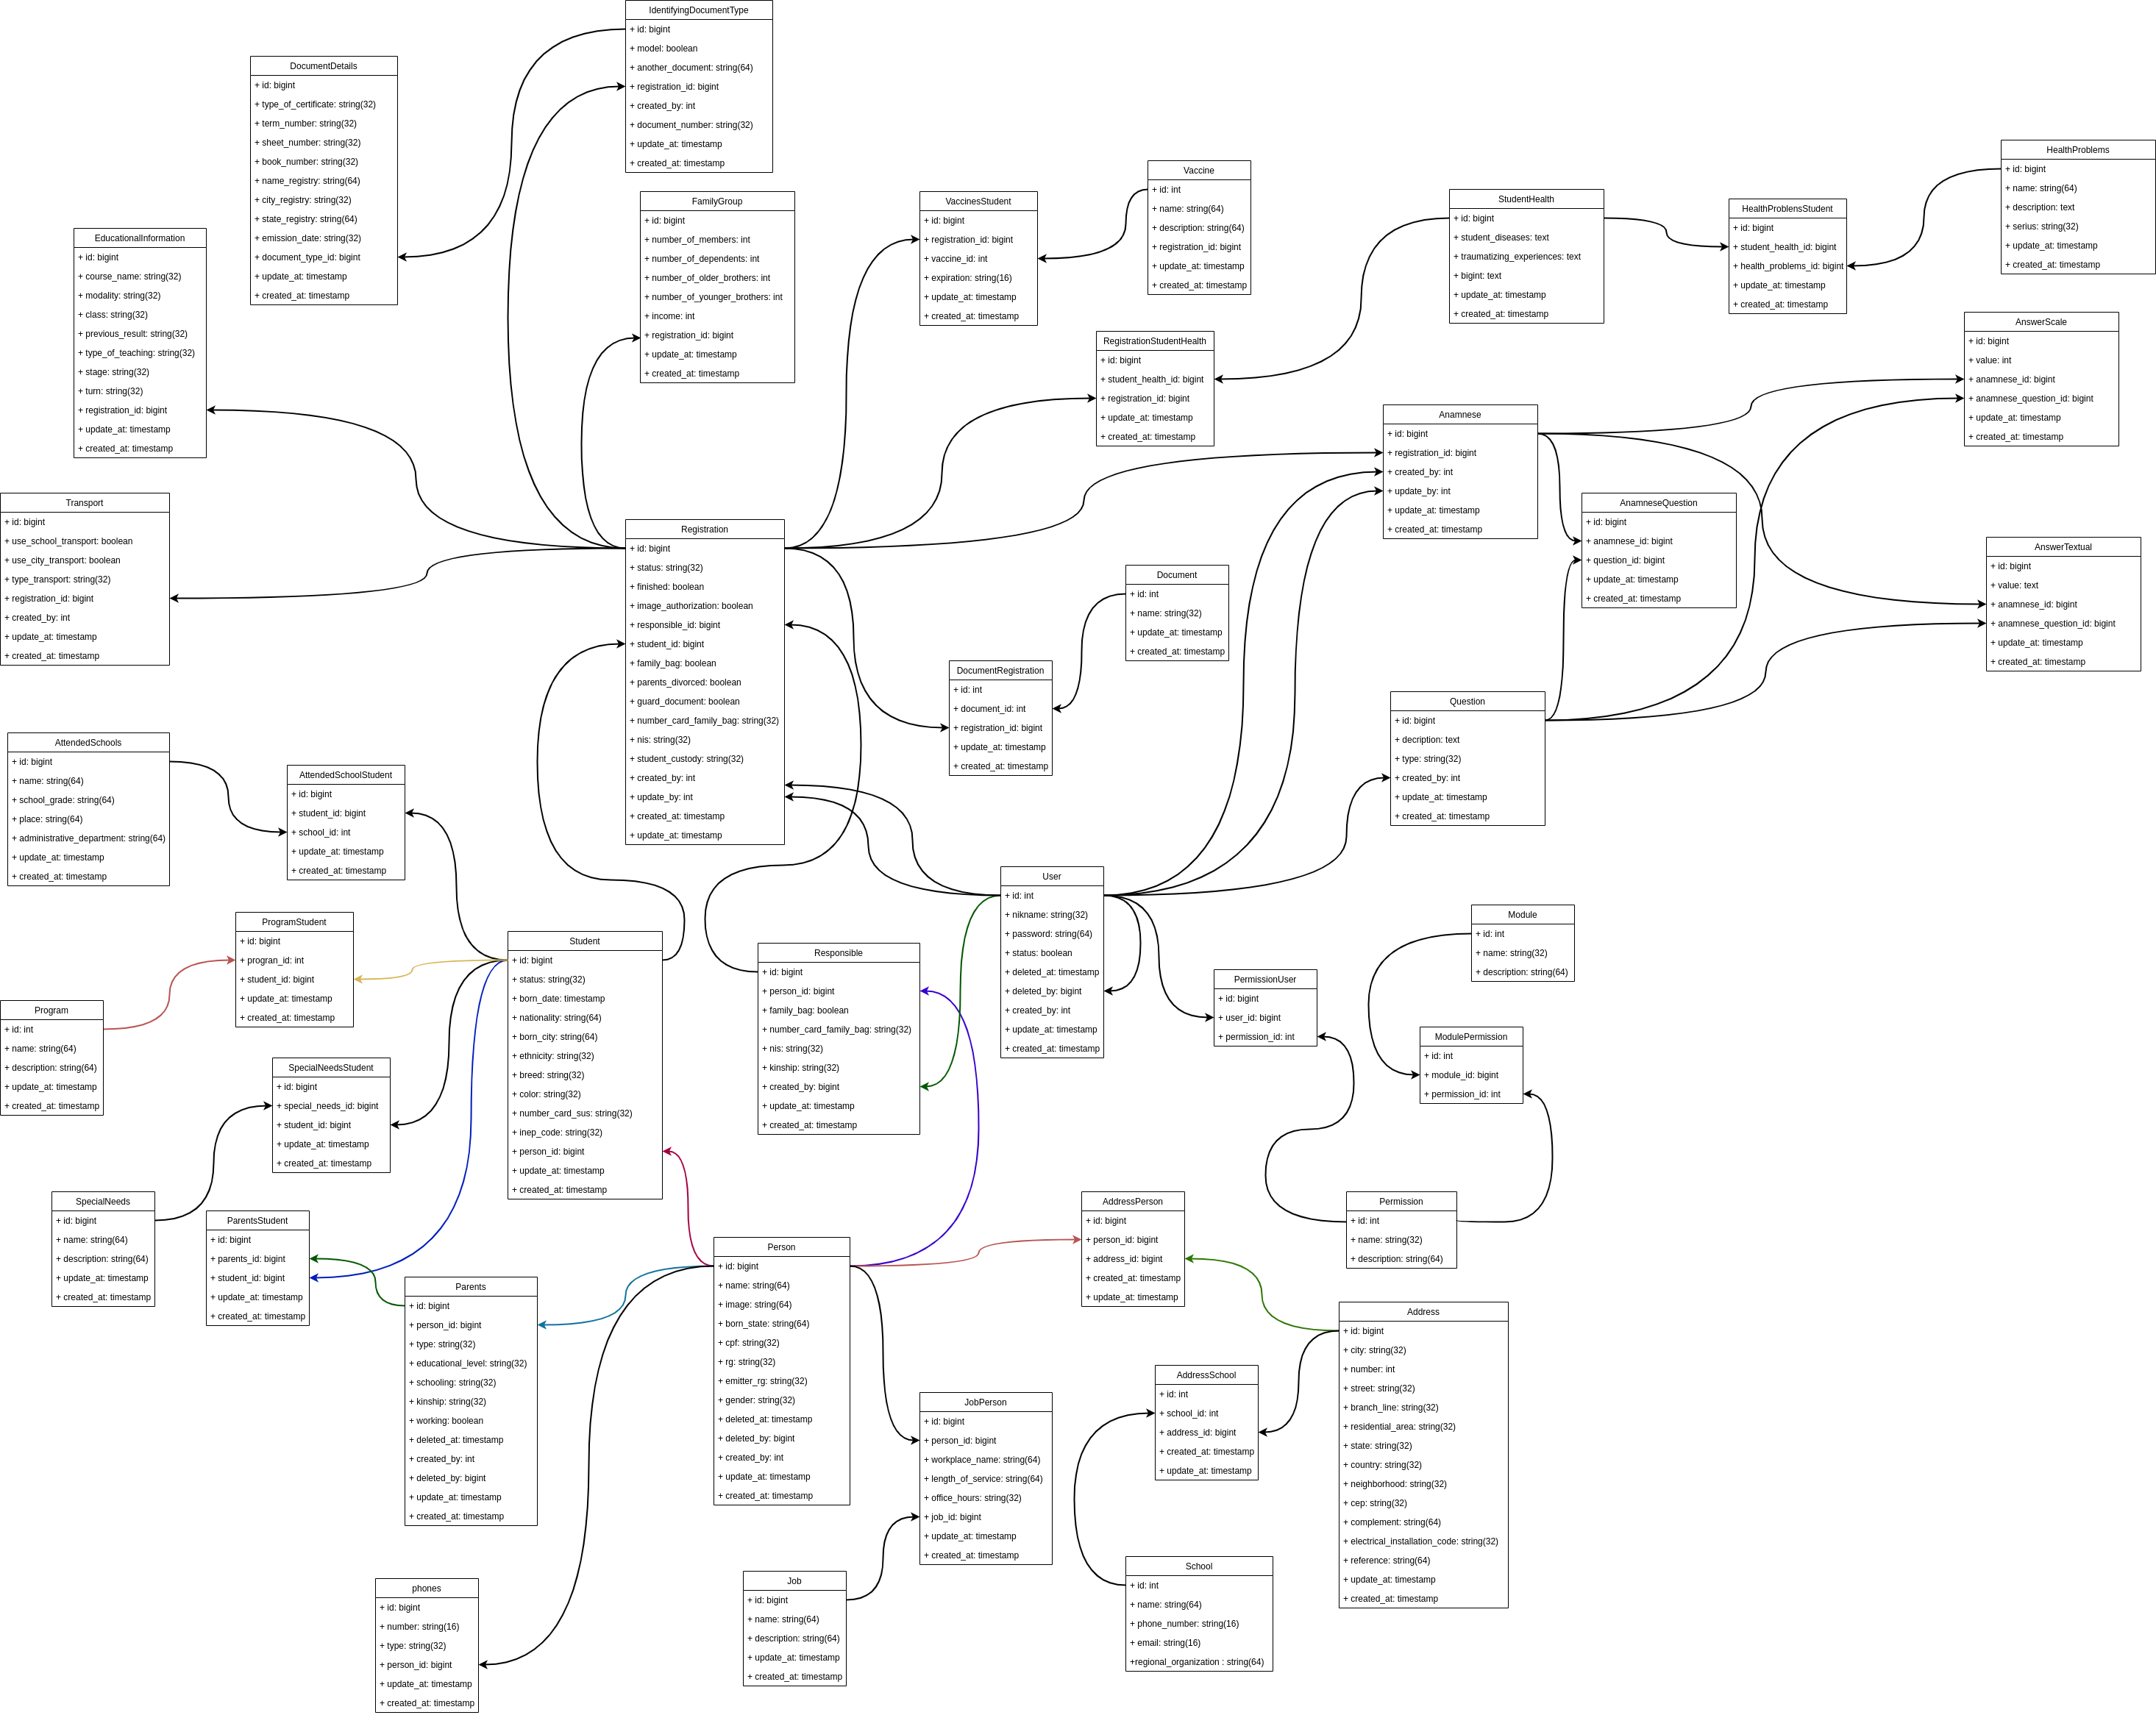 IdentifyingDocumentType
+ id: bigint
+ model: boolean
+ another_document: string(64)
+ registration_id: bigint
+ created_by: int
+ document_number: string(32)
+ update_at: timestamp
+ created_at: timestamp
DocumentDetails
+ id: bigint
+ type_of_certificate: string(32)
+ term_number: string(32)
+ sheet_number: string(32)
+ book_number: string(32)
+ name_registry: string(64)
+ city_registry: string(32)
+ state_registry: string(64)
+ emission_date: string(32)
+ document_type_id: bigint
+ update_at: timestamp
+ created_at: timestamp
EducationalInformation
+ id: bigint
+ course_name: string(32)
+ modality: string(32)
+ class: string(32)
+ previous_result: string(32)
+ type_of_teaching: string(32)
+ stage: string(32)
+ turn: string(32)
+ registration_id: bigint
+ update_at: timestamp
+ created_at: timestamp
FamilyGroup
+ id: bigint
+ number_of_members: int
+ number_of_dependents: int
+ number_of_older_brothers: int
+ number_of_younger_brothers: int
+ income: int
+ registration_id: bigint
+ update_at: timestamp
+ created_at: timestamp
VaccinesStudent
+ id: bigint
+ registration_id: bigint
+ vaccine_id: int
+ expiration: string(16)
+ update_at: timestamp
+ created_at: timestamp
Vaccine
+ id: int
+ name: string(64)
+ description: string(64)
+ registration_id: bigint
+ update_at: timestamp
+ created_at: timestamp
StudentHealth
+ id: bigint
+ student_diseases: text
+ traumatizing_experiences: text
+ bigint: text
+ update_at: timestamp
+ created_at: timestamp
HealthProblensStudent
+ id: bigint
+ student_health_id: bigint
+ health_problems_id: bigint
+ update_at: timestamp
+ created_at: timestamp
HealthProblems
+ id: bigint
+ name: string(64)
+ description: text
+ serius: string(32)
+ update_at: timestamp
+ created_at: timestamp
RegistrationStudentHealth
+ id: bigint
+ student_health_id: bigint
+ registration_id: bigint
+ update_at: timestamp
+ created_at: timestamp
AnswerScale
+ id: bigint
+ value: int
+ anamnese_id: bigint
+ anamnese_question_id: bigint
+ update_at: timestamp
+ created_at: timestamp
Anamnese
+ id: bigint
+ registration_id: bigint
+ created_by: int
+ update_by: int
+ update_at: timestamp
+ created_at: timestamp
AnamneseQuestion
+ id: bigint
+ anamnese_id: bigint
+ question_id: bigint
+ update_at: timestamp
+ created_at: timestamp
AnswerTextual
+ id: bigint
+ value: text
+ anamnese_id: bigint
+ anamnese_question_id: bigint
+ update_at: timestamp
+ created_at: timestamp
Transport
+ id: bigint
+ use_school_transport: boolean
+ use_city_transport: boolean
+ type_transport: string(32)
+ registration_id: bigint
+ created_by: int
+ update_at: timestamp
+ created_at: timestamp
Registration
+ id: bigint
+ status: string(32)
+ finished: boolean
+ image_authorization: boolean
+ responsible_id: bigint
+ student_id: bigint
+ family_bag: boolean
+ parents_divorced: boolean
+ guard_document: boolean
+ number_card_family_bag: string(32)
+ nis: string(32)
+ student_custody: string(32)
+ created_by: int
+ update_by: int
+ created_at: timestamp
+ update_at: timestamp
Document
+ id: int
+ name: string(32)
+ update_at: timestamp
+ created_at: timestamp
DocumentRegistration
+ id: int
+ document_id: int
+ registration_id: bigint
+ update_at: timestamp
+ created_at: timestamp
Question
+ id: bigint
+ decription: text
+ type: string(32)
+ created_by: int
+ update_at: timestamp
+ created_at: timestamp
AttendedSchools
+ id: bigint
+ name: string(64)
+ school_grade: string(64)
+ place: string(64)
+ administrative_department: string(64)
+ update_at: timestamp
+ created_at: timestamp
AttendedSchoolStudent
+ id: bigint
+ student_id: bigint
+ school_id: int
+ update_at: timestamp
+ created_at: timestamp
User
+ id: int
+ nikname: string(32)
+ password: string(64)
+ status: boolean
+ deleted_at: timestamp
+ deleted_by: bigint
+ created_by: int
+ update_at: timestamp
+ created_at: timestamp
Module
+ id: int
+ name: string(32)
+ description: string(64)
ProgramStudent
+ id: bigint
+ progran_id: int
+ student_id: bigint
+ update_at: timestamp
+ created_at: timestamp
Student
+ id: bigint
+ status: string(32)
+ born_date: timestamp
+ nationality: string(64)
+ born_city: string(64)
+ ethnicity: string(32)
+ breed: string(32)
+ color: string(32)
+ number_card_sus: string(32)
+ inep_code: string(32)
+ person_id: bigint
+ update_at: timestamp
+ created_at: timestamp
Responsible
+ id: bigint
+ person_id: bigint
+ family_bag: boolean
+ number_card_family_bag: string(32)
+ nis: string(32)
+ kinship: string(32)
+ created_by: bigint
+ update_at: timestamp
+ created_at: timestamp
PermissionUser
+ id: bigint
+ user_id: bigint
+ permission_id: int
ModulePermission
+ id: int
+ module_id: bigint
+ permission_id: int
Program
+ id: int
+ name: string(64)
+ description: string(64)
+ update_at: timestamp
+ created_at: timestamp
SpecialNeedsStudent
+ id: bigint
+ special_needs_id: bigint
+ student_id: bigint
+ update_at: timestamp
+ created_at: timestamp
SpecialNeeds
+ id: bigint
+ name: string(64)
+ description: string(64)
+ update_at: timestamp
+ created_at: timestamp
ParentsStudent
+ id: bigint
+ parents_id: bigint
+ student_id: bigint
+ update_at: timestamp
+ created_at: timestamp
Parents
+ id: bigint
+ person_id: bigint
+ type: string(32)
+ educational_level: string(32)
+ schooling: string(32)
+ kinship: string(32)
+ working: boolean
+ deleted_at: timestamp
+ created_by: int
+ deleted_by: bigint
+ update_at: timestamp
+ created_at: timestamp
Person
+ id: bigint
+ name: string(64)
+ image: string(64)
+ born_state: string(64)
+ cpf: string(32)
+ rg: string(32)
+ emitter_rg: string(32)
+ gender: string(32)
+ deleted_at: timestamp
+ deleted_by: bigint
+ created_by: int
+ update_at: timestamp
+ created_at: timestamp
AddressPerson
+ id: bigint
+ person_id: bigint
+ address_id: bigint
+ created_at: timestamp
+ update_at: timestamp
Permission
+ id: int
+ name: string(32)
+ description: string(64)
Address
+ id: bigint
+ city: string(32)
+ number: int
+ street: string(32)
+ branch_line: string(32)
+ residential_area: string(32)
+ state: string(32)
+ country: string(32)
+ neighborhood: string(32)
+ cep: string(32)
+ complement: string(64)
+ electrical_installation_code: string(32)
+ reference: string(64)
+ update_at: timestamp
+ created_at: timestamp
AddressSchool
+ id: int
+ school_id: int
+ address_id: bigint
+ created_at: timestamp
+ update_at: timestamp
JobPerson
+ id: bigint
+ person_id: bigint
+ workplace_name: string(64)
+ length_of_service: string(64)
+ office_hours: string(32)
+ job_id: bigint
+ update_at: timestamp
+ created_at: timestamp
School
+ id: int
+ name: string(64)
+ phone_number: string(16)
+ email: string(16)
+regional_organization : string(64)
Job
+ id: bigint
+ name: string(64)
+ description: string(64)
+ update_at: timestamp
+ created_at: timestamp
phones
+ id: bigint
+ number: string(16)
+ type: string(32)
+ person_id: bigint
+ update_at: timestamp
+ created_at: timestamp